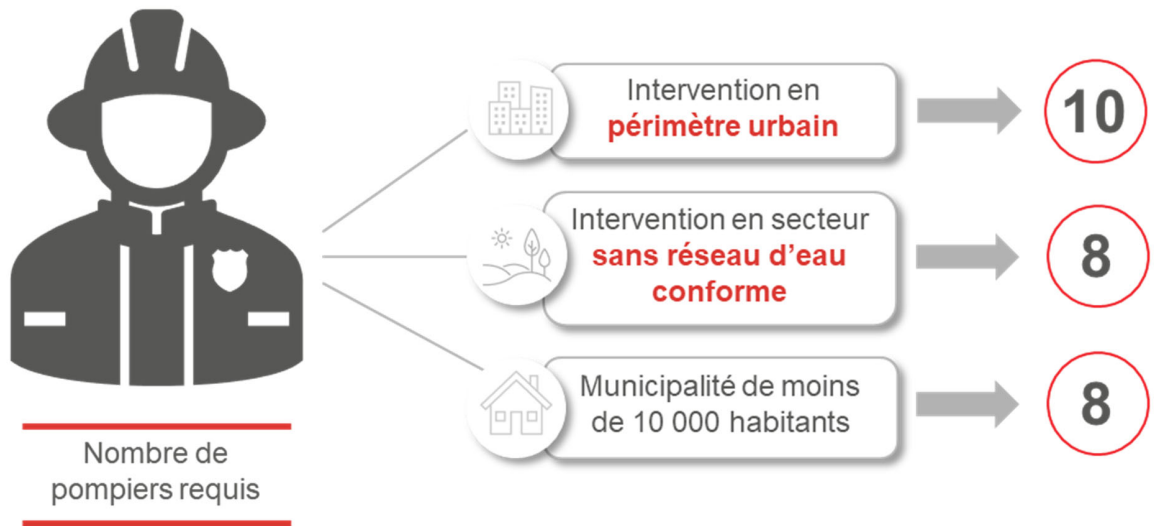 Intervention en
périmètre urbain
10
Intervention en secteur
sans réseau d'eau
conforme
8
Municipalité de moins
de 10 000 habitants
8
Nombre de
pompiers requis